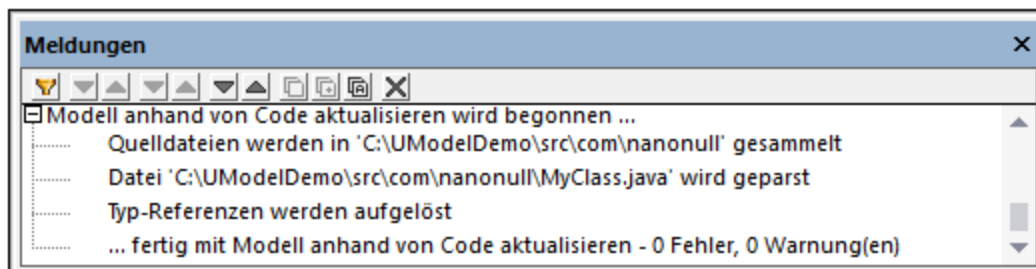 Meldungen
Modell anhand von Code aktualisieren wird begonnen ...
Quelldateien werden in 'C:\UModelDemo\src\com\nanonull' gesammelt
Datei 'C:\UModelDemo\src\com\nanonull\MyClass.java' wird geparst
Typ-Referenzen werden aufgelöst
... fertig mit Modell anhand von Code aktualisieren - 0 Fehler, 0 Warnung(en)